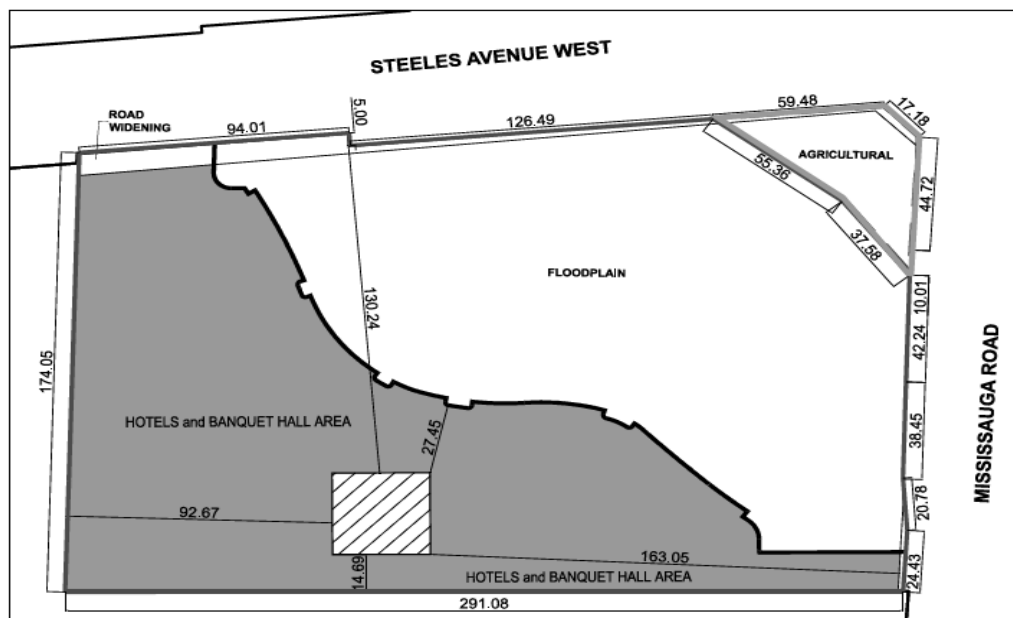 STEELES AVENUE WEST
ROAD
WIDENING
94.01
5.00
126.49
59.48
17.18
AGRICULTURAL
55.36
44.72
37.58
FLOODPLAIN
10.01
130.24
42.24
174.05
MISSISSAUGA ROAD
HOTELS and BANQUET HALL AREA
27.45
38.45
92.67
20.78
163.05
14.69
HOTELS and BANQUET HALL AREA
24.43
291.08